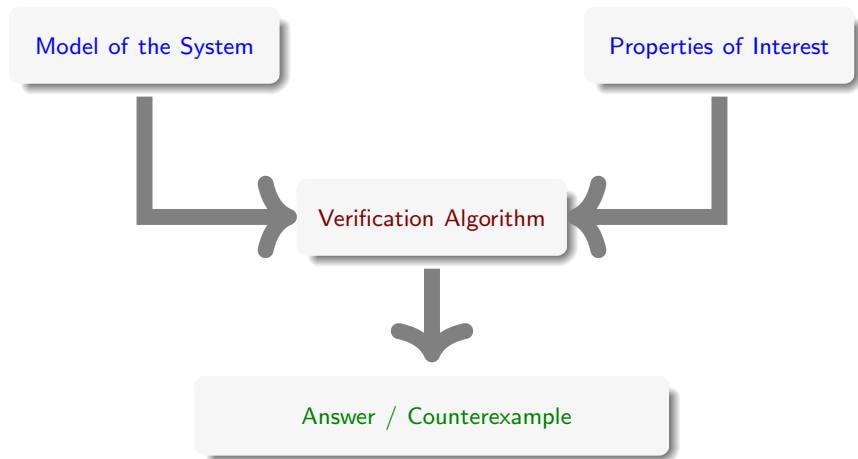 Model of the System
Properties of Interest
Verification Algorithm
Answer / Counterexample